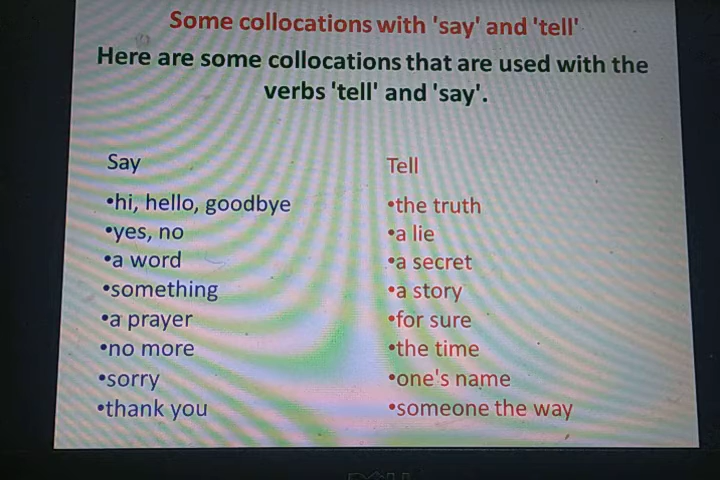 Some collocations with 'say' and 'tell'
Here are some collocations that are used with the
verbs 'tell' and 'say'.
Say
•hi, hello, goodbye
•yes, no
•a word
•something
•a prayer
•no more
•sorry
•thank you
Tell
•the truth
•a lie
•a secret
•a story
•for sure
•the time
•one's name
•someone the way